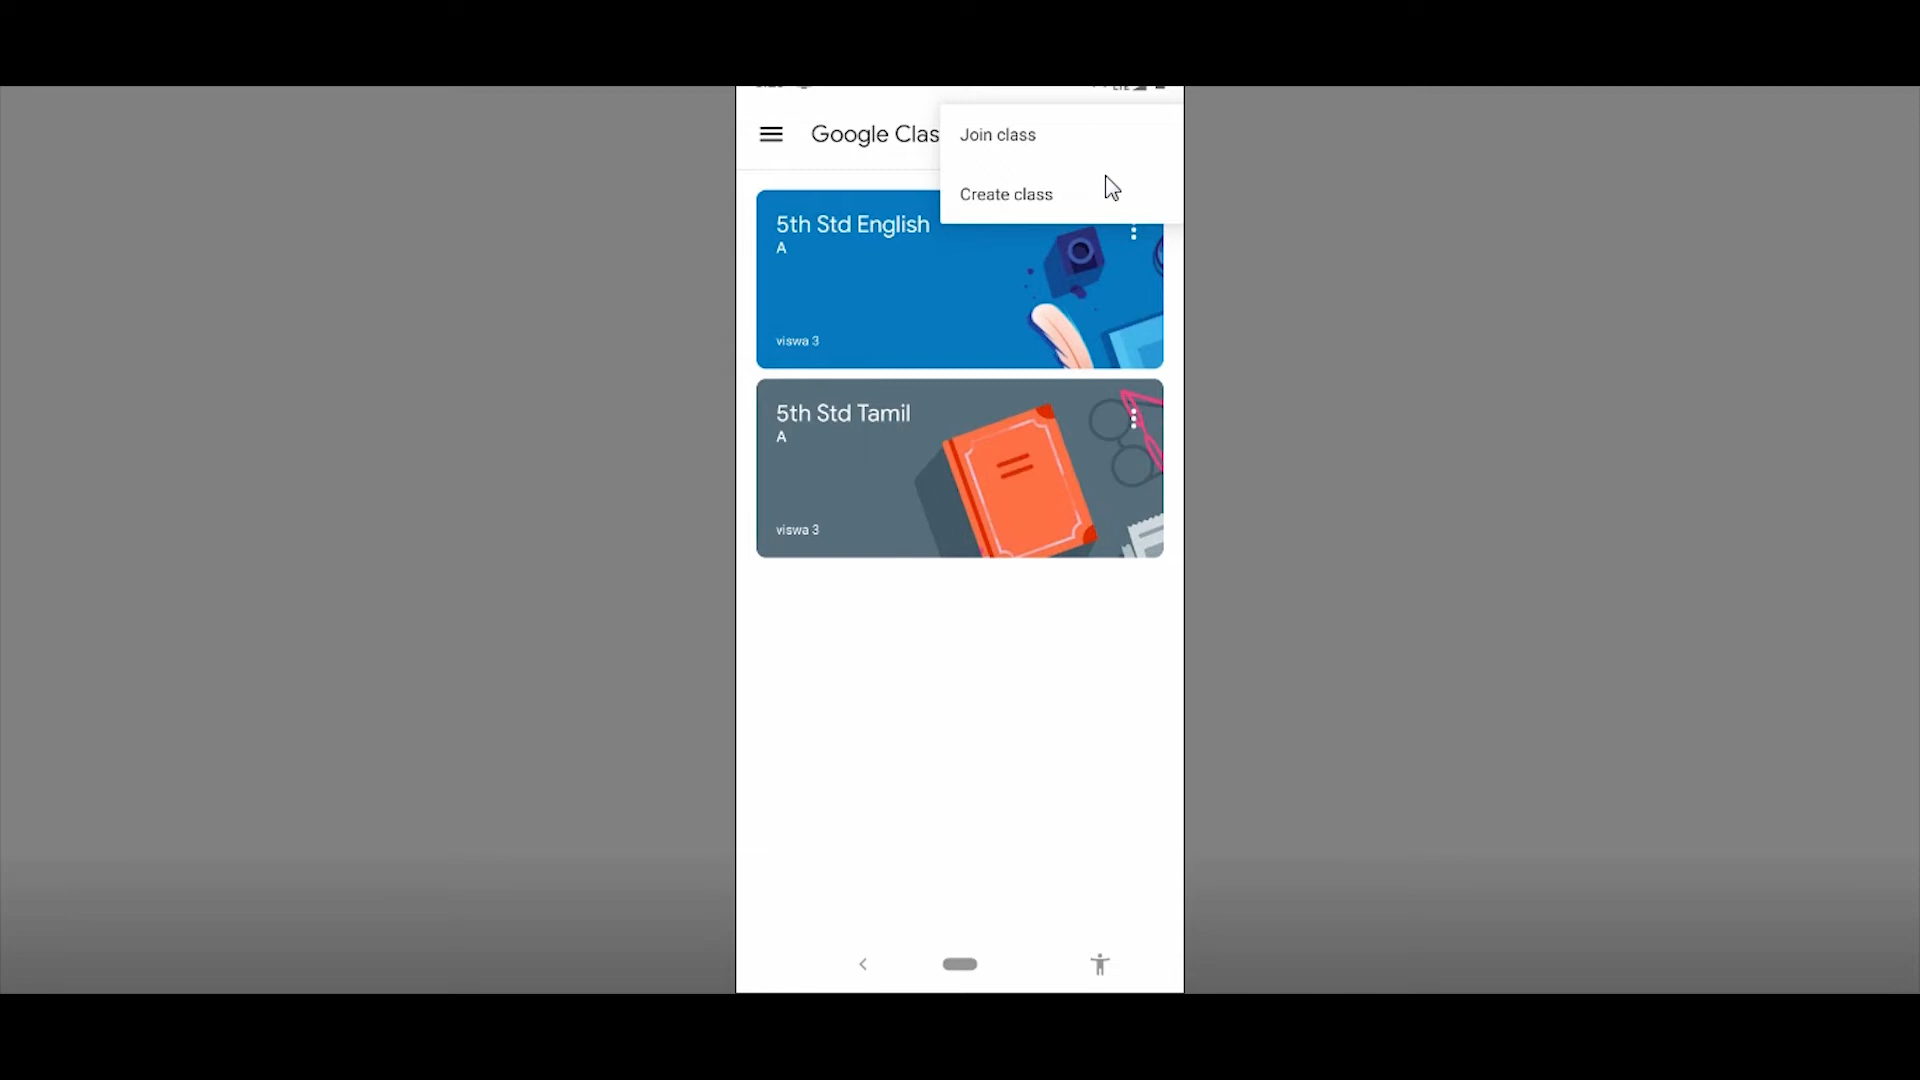 Google Clas
Join class
Create class
5th Std English
A
viswa 3
5th Std Tamil
A
viswa 3